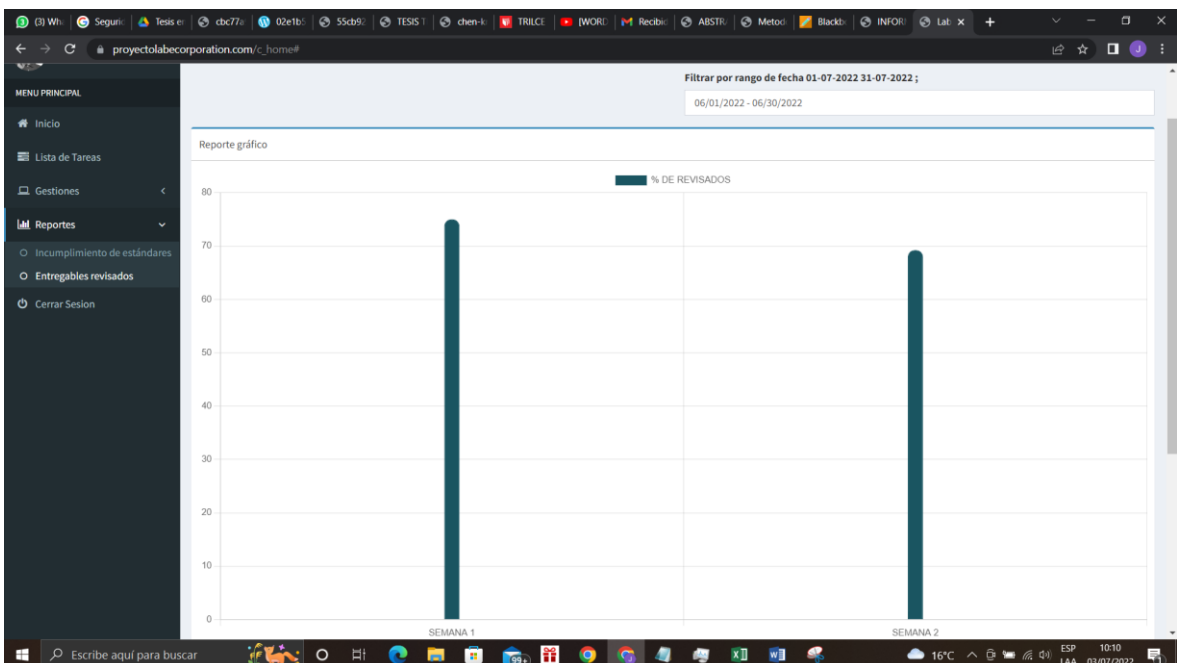 (3) Wh
Seguric
Tesis er
cbc77a
02e1b5
55cb92
TESIS T
chen-k
TRILCE
[WORD
Recibid
ABSTR
Metod
Blackb
INFOR
Lab
proyectolabecorporation.com/c_home#
J
MENU PRINCIPAL
Inicio
Lista de Tareas
Gestiones
Reportes
Incumplimiento de estándares
Entregables revisados
Cerrar Sesion
Filtrar por rango de fecha 01-07-2022 31-07-2022 ;
06/01/2022 - 06/30/2022
Reporte gráfico
% DE REVISADOS
80
70
60
50
40
30
20
10
0
SEMANA 1
SEMANA 2
Escribe aquí para buscar
99+
16°C
ESP
LAA
10:10
03/07/2022